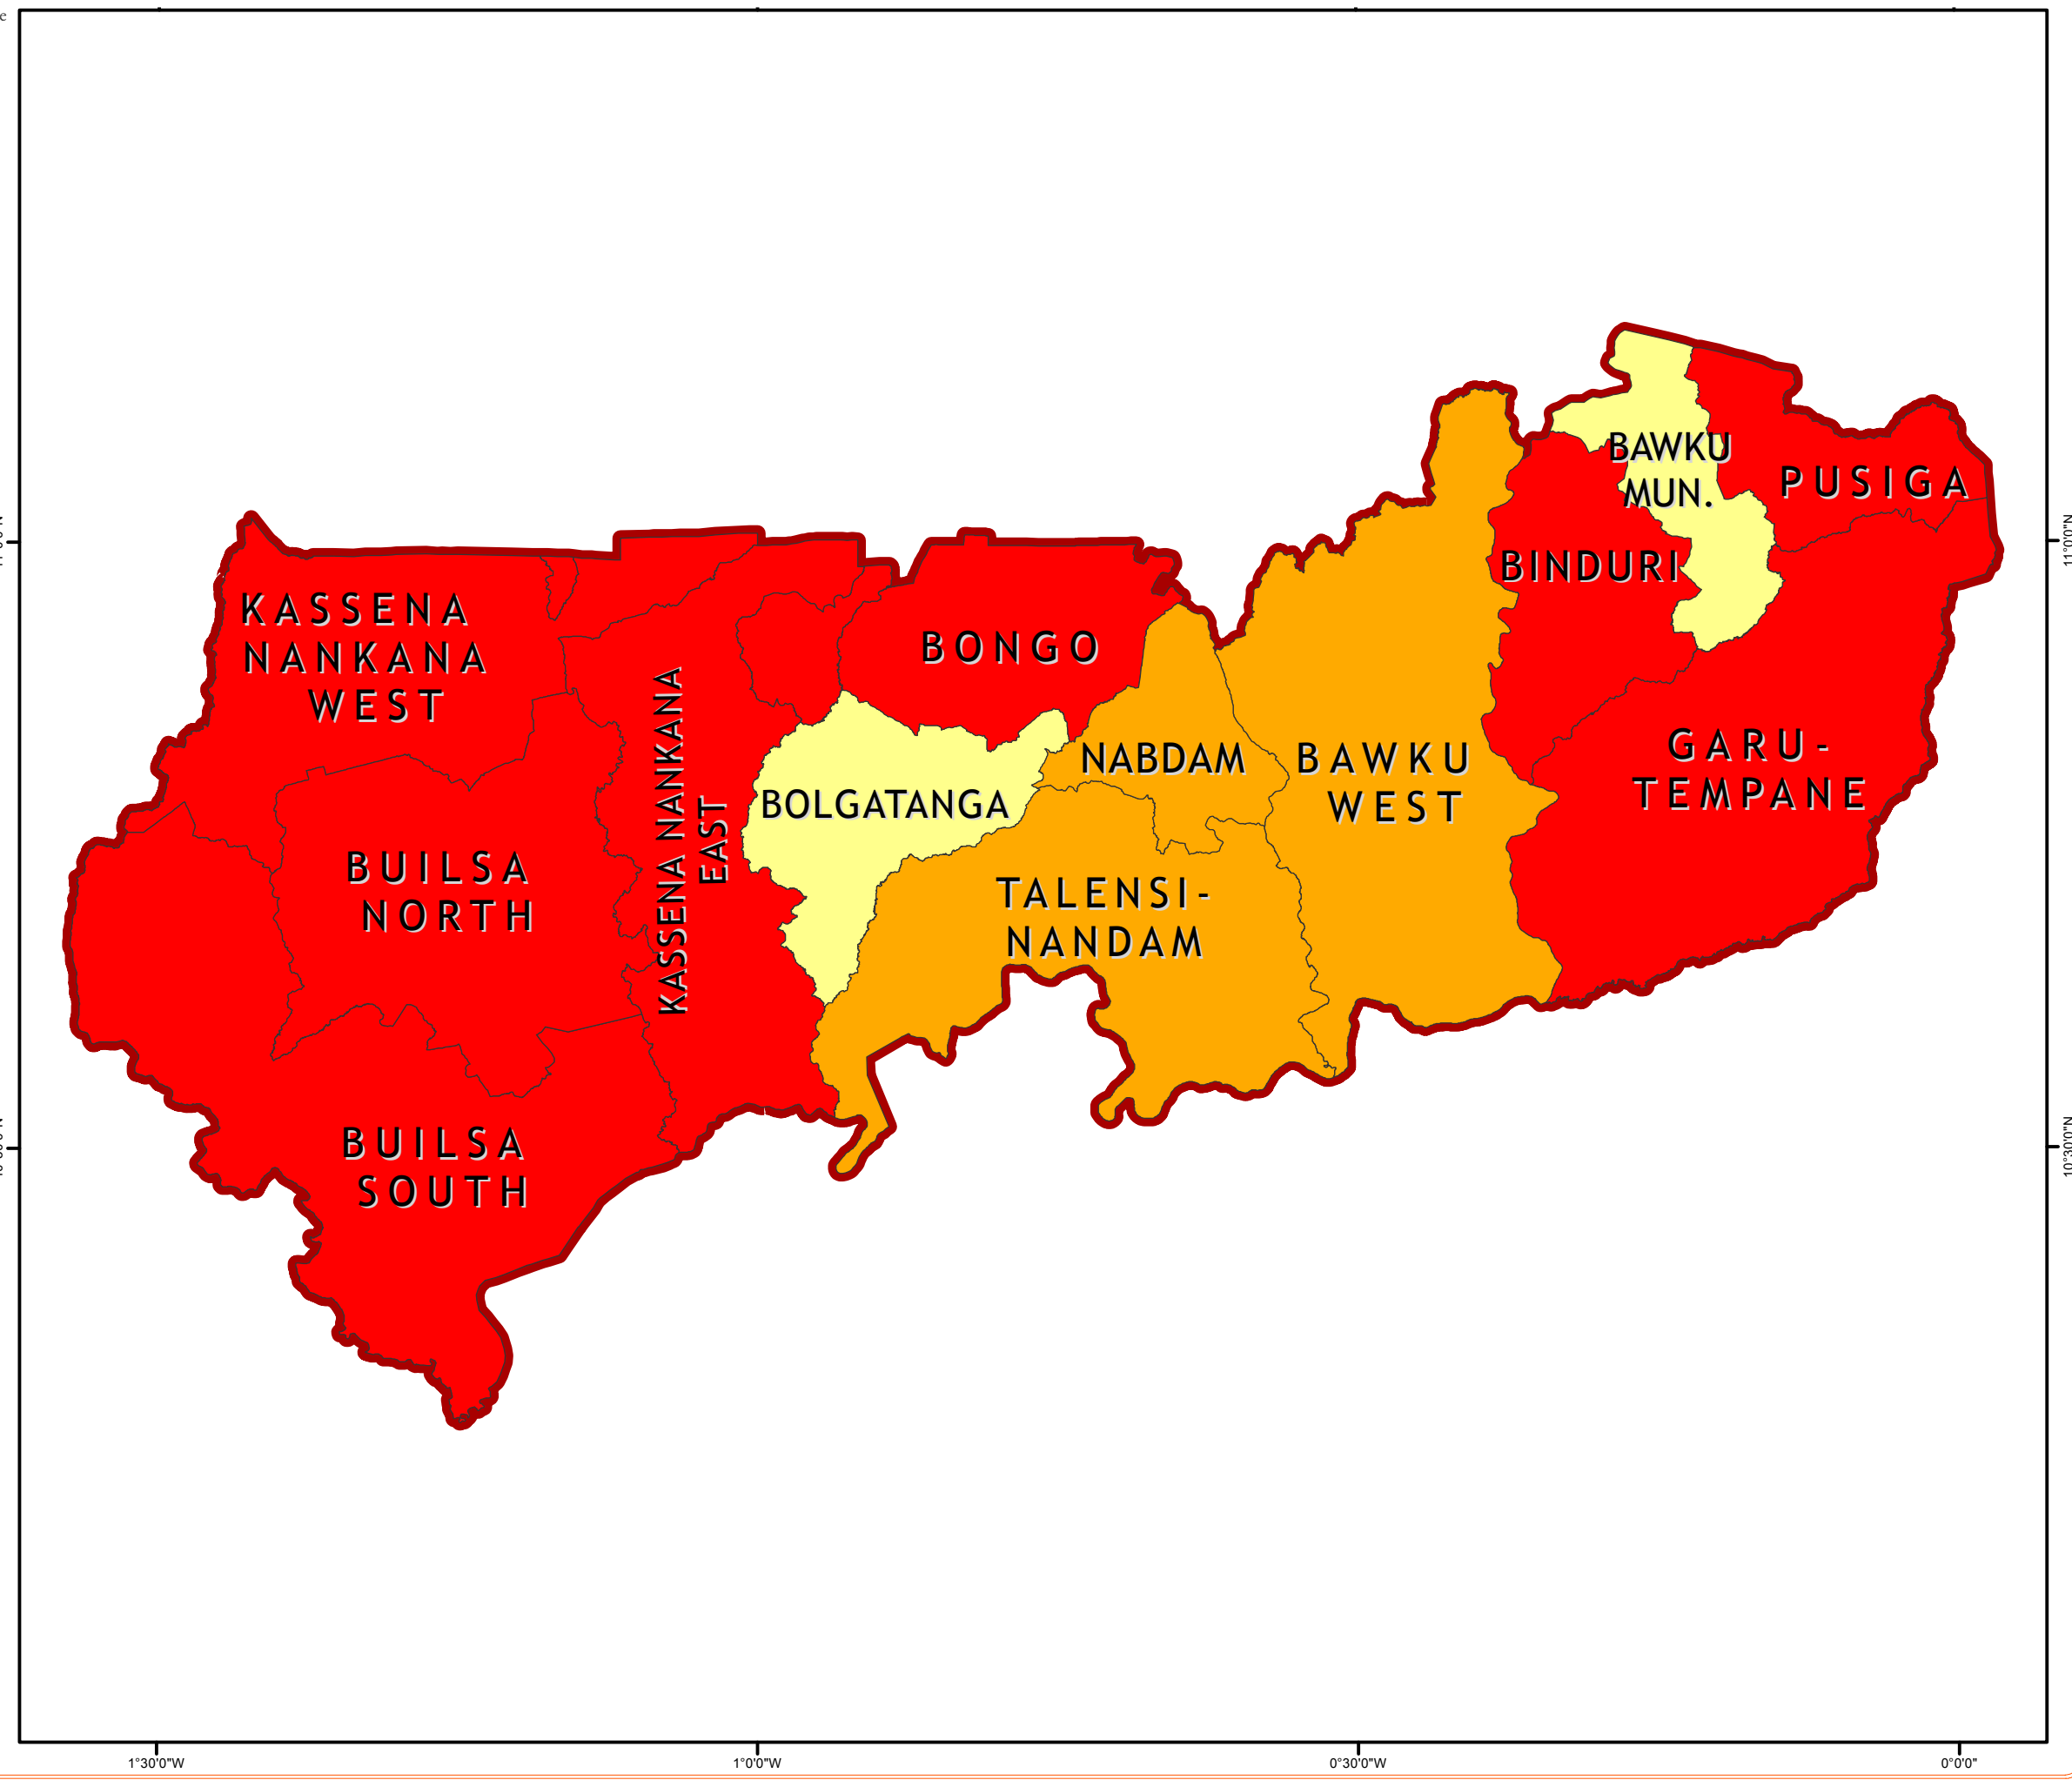 e
BAWKU
MUN.
PUSIGA
BINDURI
KASSENA
NANKANA
WEST
BONGO
GARU-
TEMPANE
NABDAM
BAWKU
WEST
BOLGATANGA
KASSENA NANKANA
EAST
BUILSA
NORTH
TALENSI-
NANDAM
BUILSA
SOUTH
11°0'0"N
10°30'0"N
1°30'0"W
1°0'0"W
0°30'0"W
0°0'0"